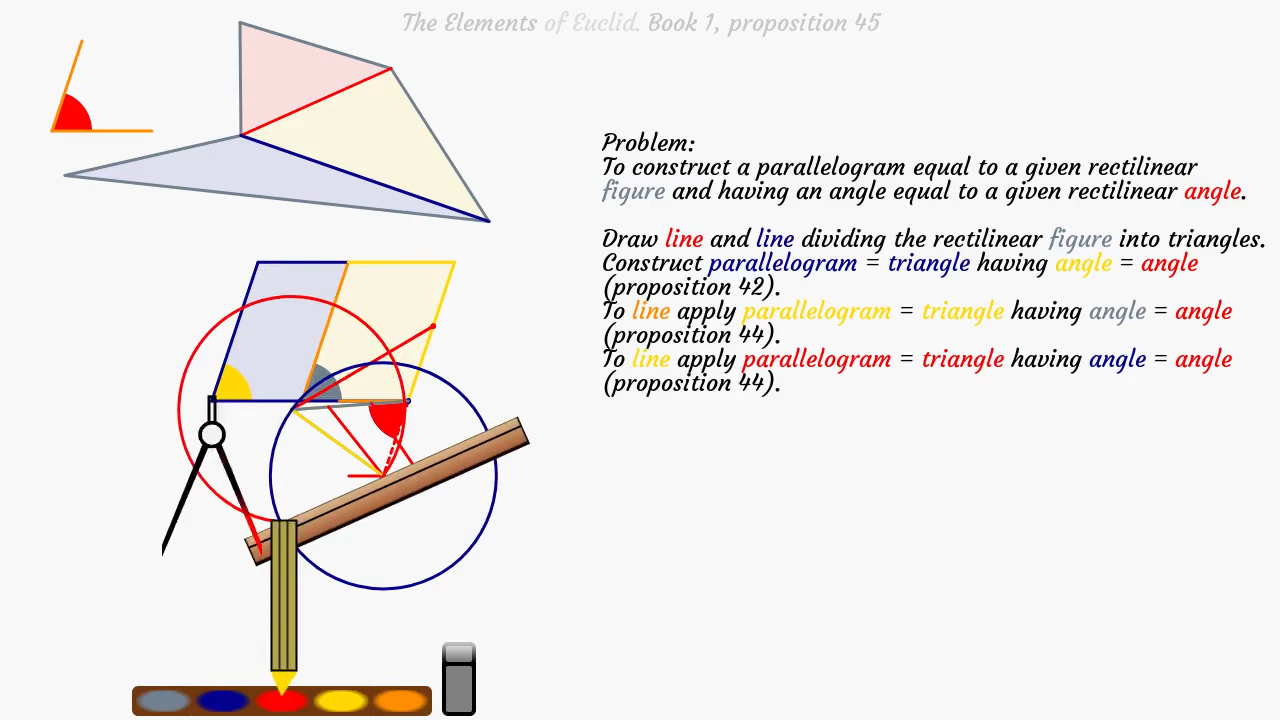 The Elements of Euclid. Book 1, proposition 45
Problem:
To construct a parallelogram equal to a given rectilinear
figure and having an angle equal to a given rectilinear angle.
Draw line and line dividing the rectilinear figure into triangles.
Construct parallelogram = triangle having angle = angle
(proposition 42).
To line apply parallelogram = triangle having angle = angle
(proposition 44).
To line apply parallelogram = triangle having angle = angle
(proposition 44).